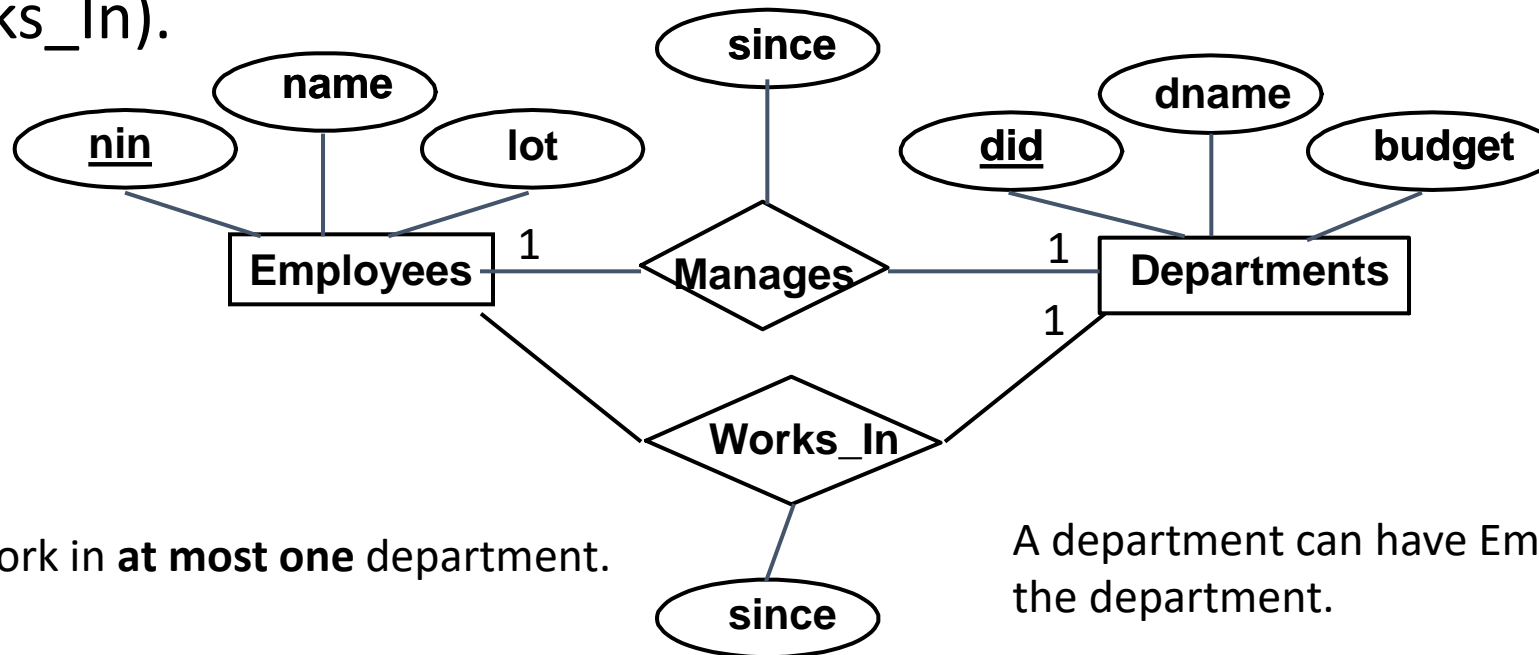 ks_In).
since
name
dname
nin
lot
did
budget
1
1
Employees
Manages
Departments
1
Works_In
ork in at most one department.
A department can have Em
the department.
since